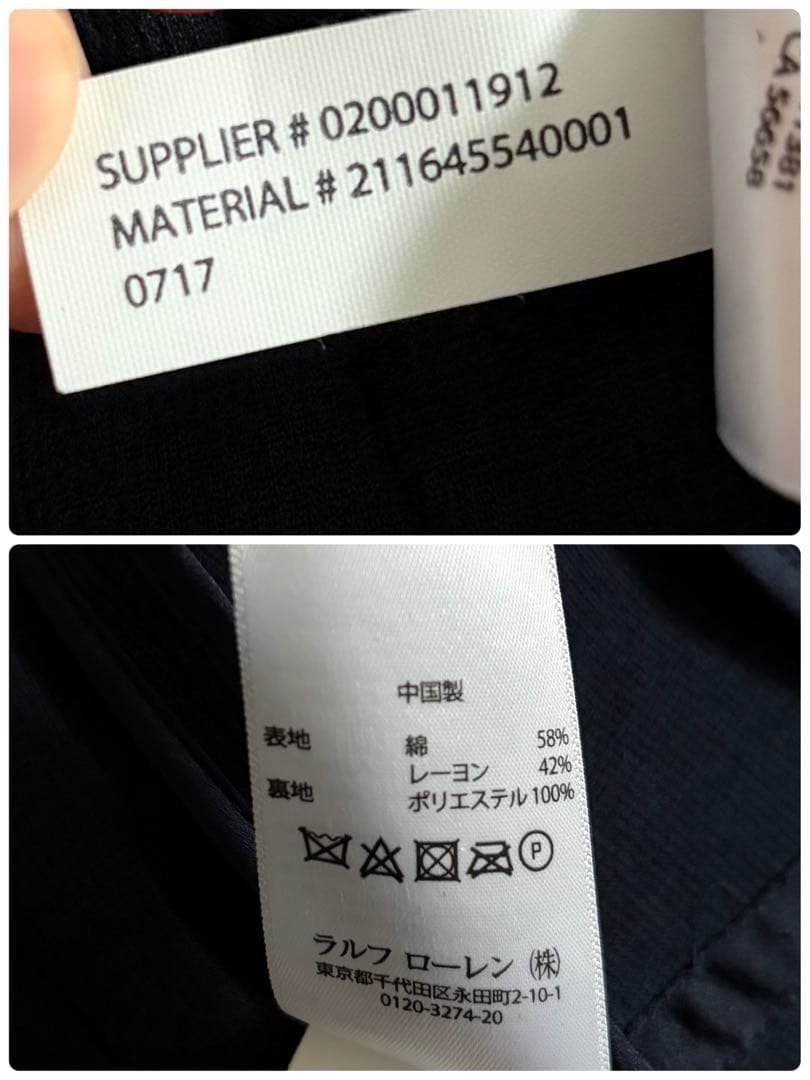 SUPPLIER # 0200011912
MATERIAL # 211645540001
0717
CA 56658
中国製
表地 綿 58%
レーヨン 42%
裏地 ポリエステル 100%
P
ラルフ ローレン (株)
東京都千代田区永田町2-10-1
0120-3274-20